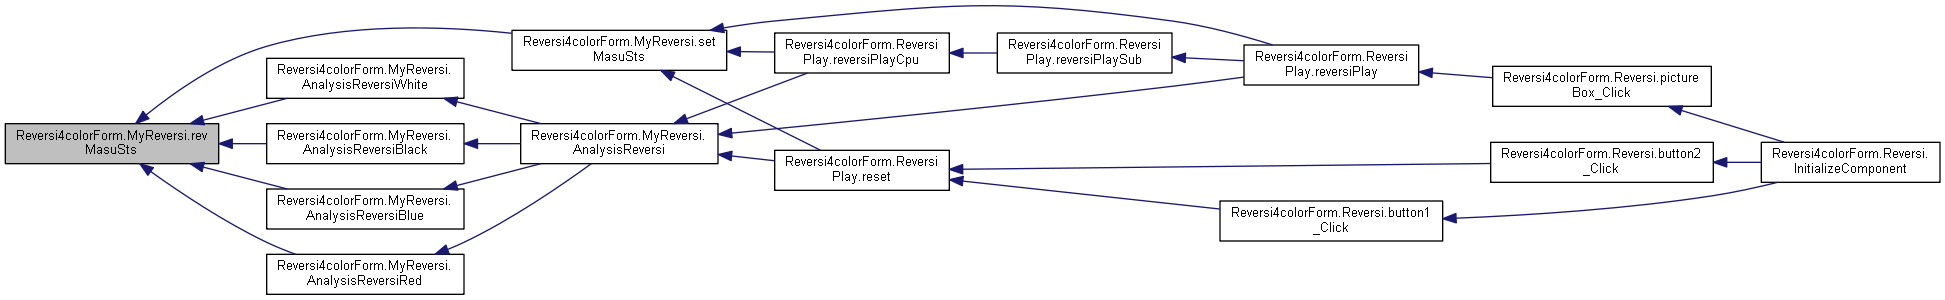 Reversi4colorForm.MyReversi.rev
MasuSts
Reversi4colorForm.MyReversi.set
MasuSts
Reversi4colorForm.MyReversi.
AnalysisReversiWhite
Reversi4colorForm.MyReversi.
AnalysisReversiBlack
Reversi4colorForm.MyReversi.
AnalysisReversiBlue
Reversi4colorForm.MyReversi.
AnalysisReversiRed
Reversi4colorForm.MyReversi.
AnalysisReversi
Reversi4colorForm.Reversi
Play.reversiPlayCpu
Reversi4colorForm.Reversi
Play.reset
Reversi4colorForm.Reversi
Play.reversiPlaySub
Reversi4colorForm.Reversi
Play.reversiPlay
Reversi4colorForm.Reversi.button1
_Click
Reversi4colorForm.Reversi.picture
Box_Click
Reversi4colorForm.Reversi.button2
_Click
Reversi4colorForm.Reversi.
InitializeComponent